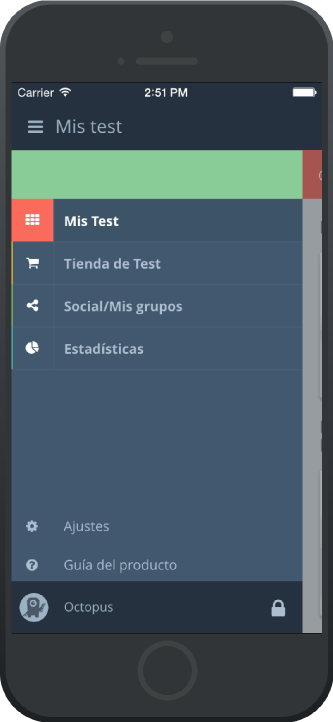 Carrier 2:51 PM
Mis test
Mis Test
Tienda de Test
Social/Mis grupos
Estadísticas
Ajustes
Guía del producto
Octopus